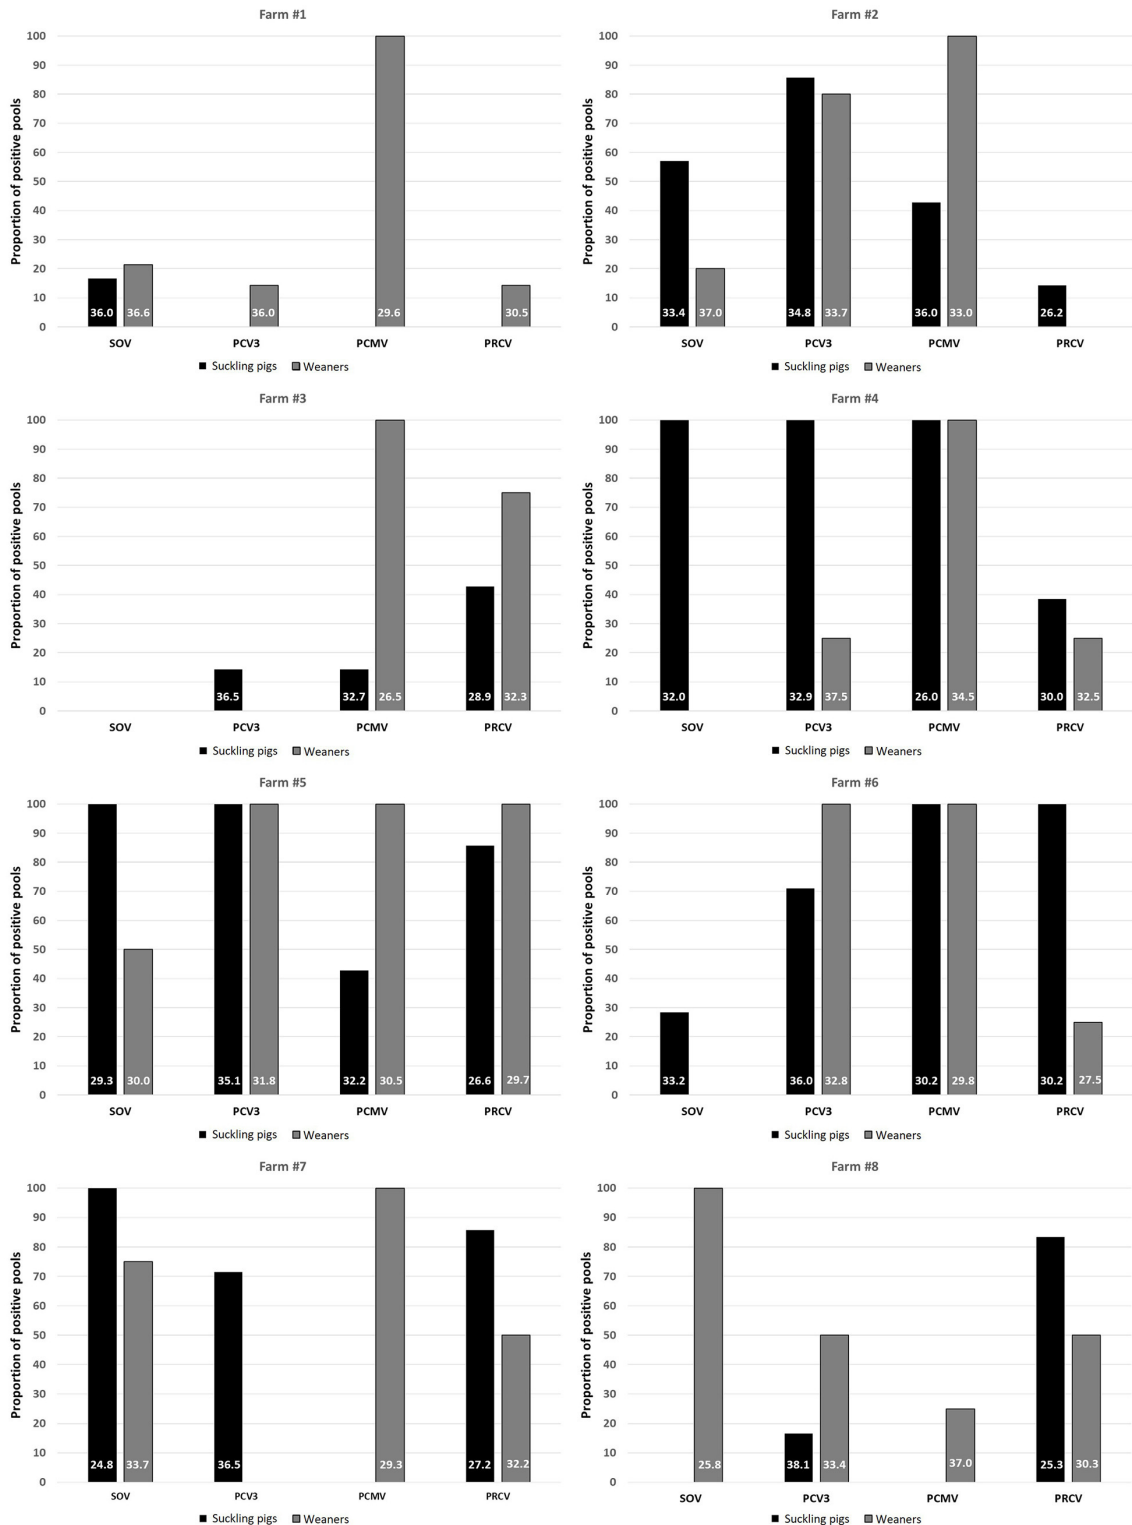 Farm #1
Proportion of positive pools
100
90
80
70
60
50
40
30
20
10
0
36.0 36.6 36.0 29.6 30.5
SOV PCV3 PCMV PRCV
Suckling pigs Weaners
Farm #2
Proportion of positive pools
100
90
80
70
60
50
40
30
20
10
0
33.4 37.0 34.8 33.7 36.0 33.0 26.2
SOV PCV3 PCMV PRCV
Suckling pigs Weaners
Farm #3
Proportion of positive pools
100
90
80
70
60
50
40
30
20
10
0
36.5 32.7 26.5 28.9 32.3
SOV PCV3 PCMV PRCV
Suckling pigs Weaners
Farm #4
Proportion of positive pools
100
90
80
70
60
50
40
30
20
10
0
32.0 32.9 37.5 26.0 34.5 30.0 32.5
SOV PCV3 PCMV PRCV
Suckling pigs Weaners
Farm #5
Proportion of positive pools
100
90
80
70
60
50
40
30
20
10
0
29.3 30.0 35.1 31.8 32.2 30.5 26.6 29.7
SOV PCV3 PCMV PRCV
Suckling pigs Weaners
Farm #6
Proportion of positive pools
100
90
80
70
60
50
40
30
20
10
0
33.2 36.0 32.8 30.2 29.8 30.2 27.5
SOV PCV3 PCMV PRCV
Suckling pigs Weaners
Farm #7
Proportion of positive pools
100
90
80
70
60
50
40
30
20
10
0
24.8 33.7 36.5 29.3 27.2 32.2
SOV PCV3 PCMV PRCV
Suckling pigs Weaners
Farm #8
Proportion of positive pools
100
90
80
70
60
50
40
30
20
10
0
25.8 38.1 33.4 37.0 25.3 30.3
SOV PCV3 PCMV PRCV
Suckling pigs Weaners